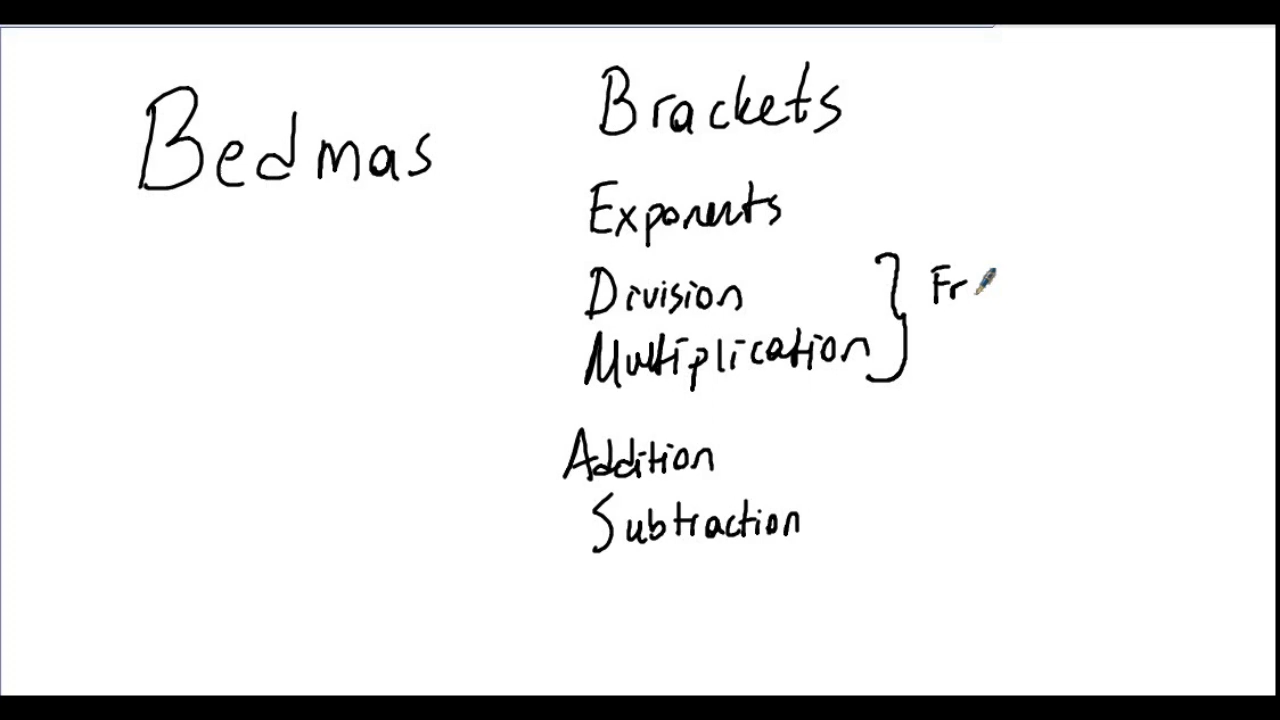 Bedmas
Brackets
Exponents
Division
Multiplication
Fr
Addition
Subtraction